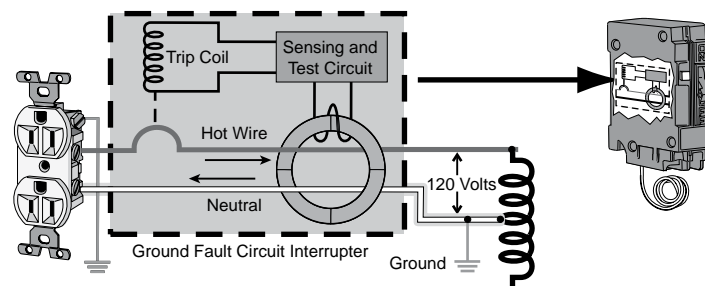 Trip Coil
Sensing and
Test Circuit
Hot Wire
120 Volts
Neutral
Ground Fault Circuit Interrupter
Ground